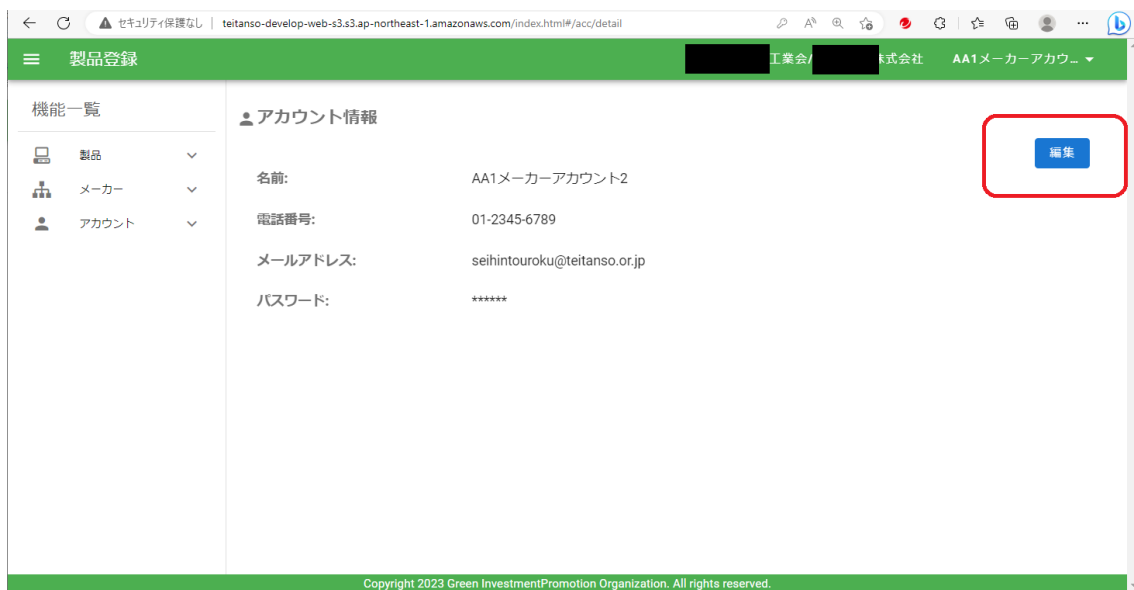 セキュリティ保護なし | teitanso-develop-web-s3.s3.ap-northeast-1.amazonaws.com/index.html#/acc/detail
製品登録 工業会/ 株式会社 AA1メーカーアカウ...
機能一覧
製品
メーカー
アカウント
アカウント情報
編集
名前: AA1メーカーアカウント2
電話番号: 01-2345-6789
メールアドレス: seihintouroku@teitanso.or.jp
パスワード: ******
Copyright 2023 Green InvestmentPromotion Organization. All rights reserved.